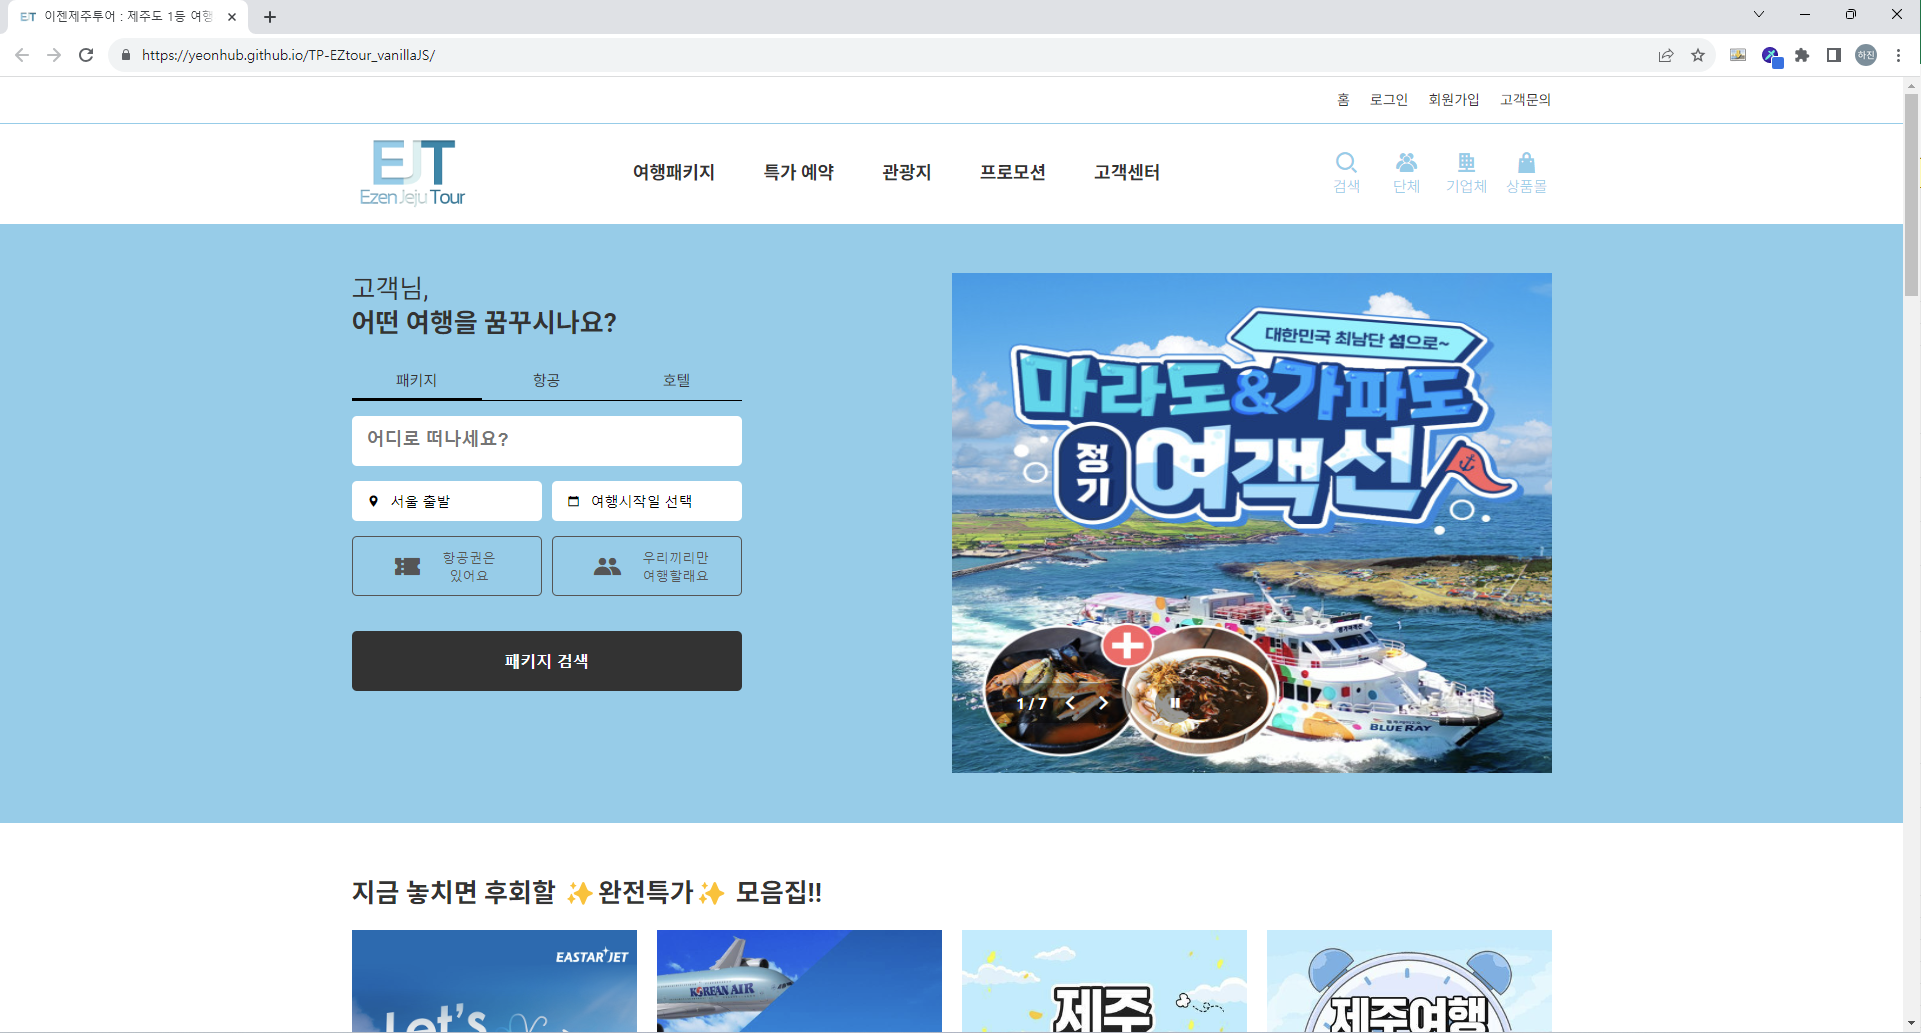 EJT 이젠제주투어 : 제주도 1등 여행
https://yeonhub.github.io/TP-EZtour_vanillaJS/
하진
홈 로그인 회원가입 고객문의
EJT
Ezen Jeju Tour
여행패키지 특가 예약 관광지 프로모션 고객센터
검색 단체 기업체 상품몰
고객님,
어떤 여행을 꿈꾸시나요?
패키지 항공 호텔
어디로 떠나세요?
서울 출발 여행시작일 선택
항공권은
있어요
우리끼리만
여행할래요
패키지 검색
대한민국 최남단 섬으로~
마라도&가파도
정기 여객선
BLUE RAY
1 / 7
지금 놓치면 후회할 ✨완전특가✨ 모음집!!
EASTAR JET
Let's
KOREAN AIR
제주
제주여행